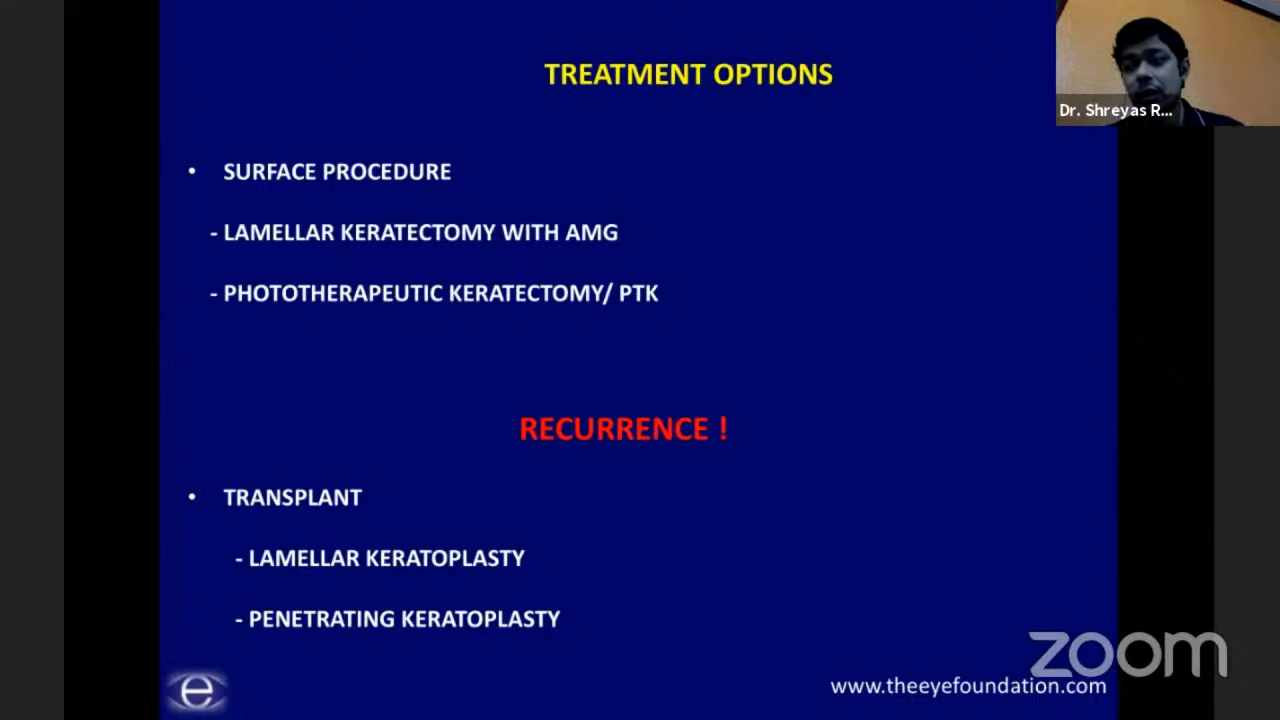 TREATMENT OPTIONS
Dr. Shreyas R...
• SURFACE PROCEDURE
- LAMELLAR KERATECTOMY WITH AMG
- PHOTOTHERAPEUTIC KERATECTOMY/ PTK
RECURRENCE !
• TRANSPLANT
- LAMELLAR KERATOPLASTY
- PENETRATING KERATOPLASTY
zoom
e
www.theeyefoundation.com